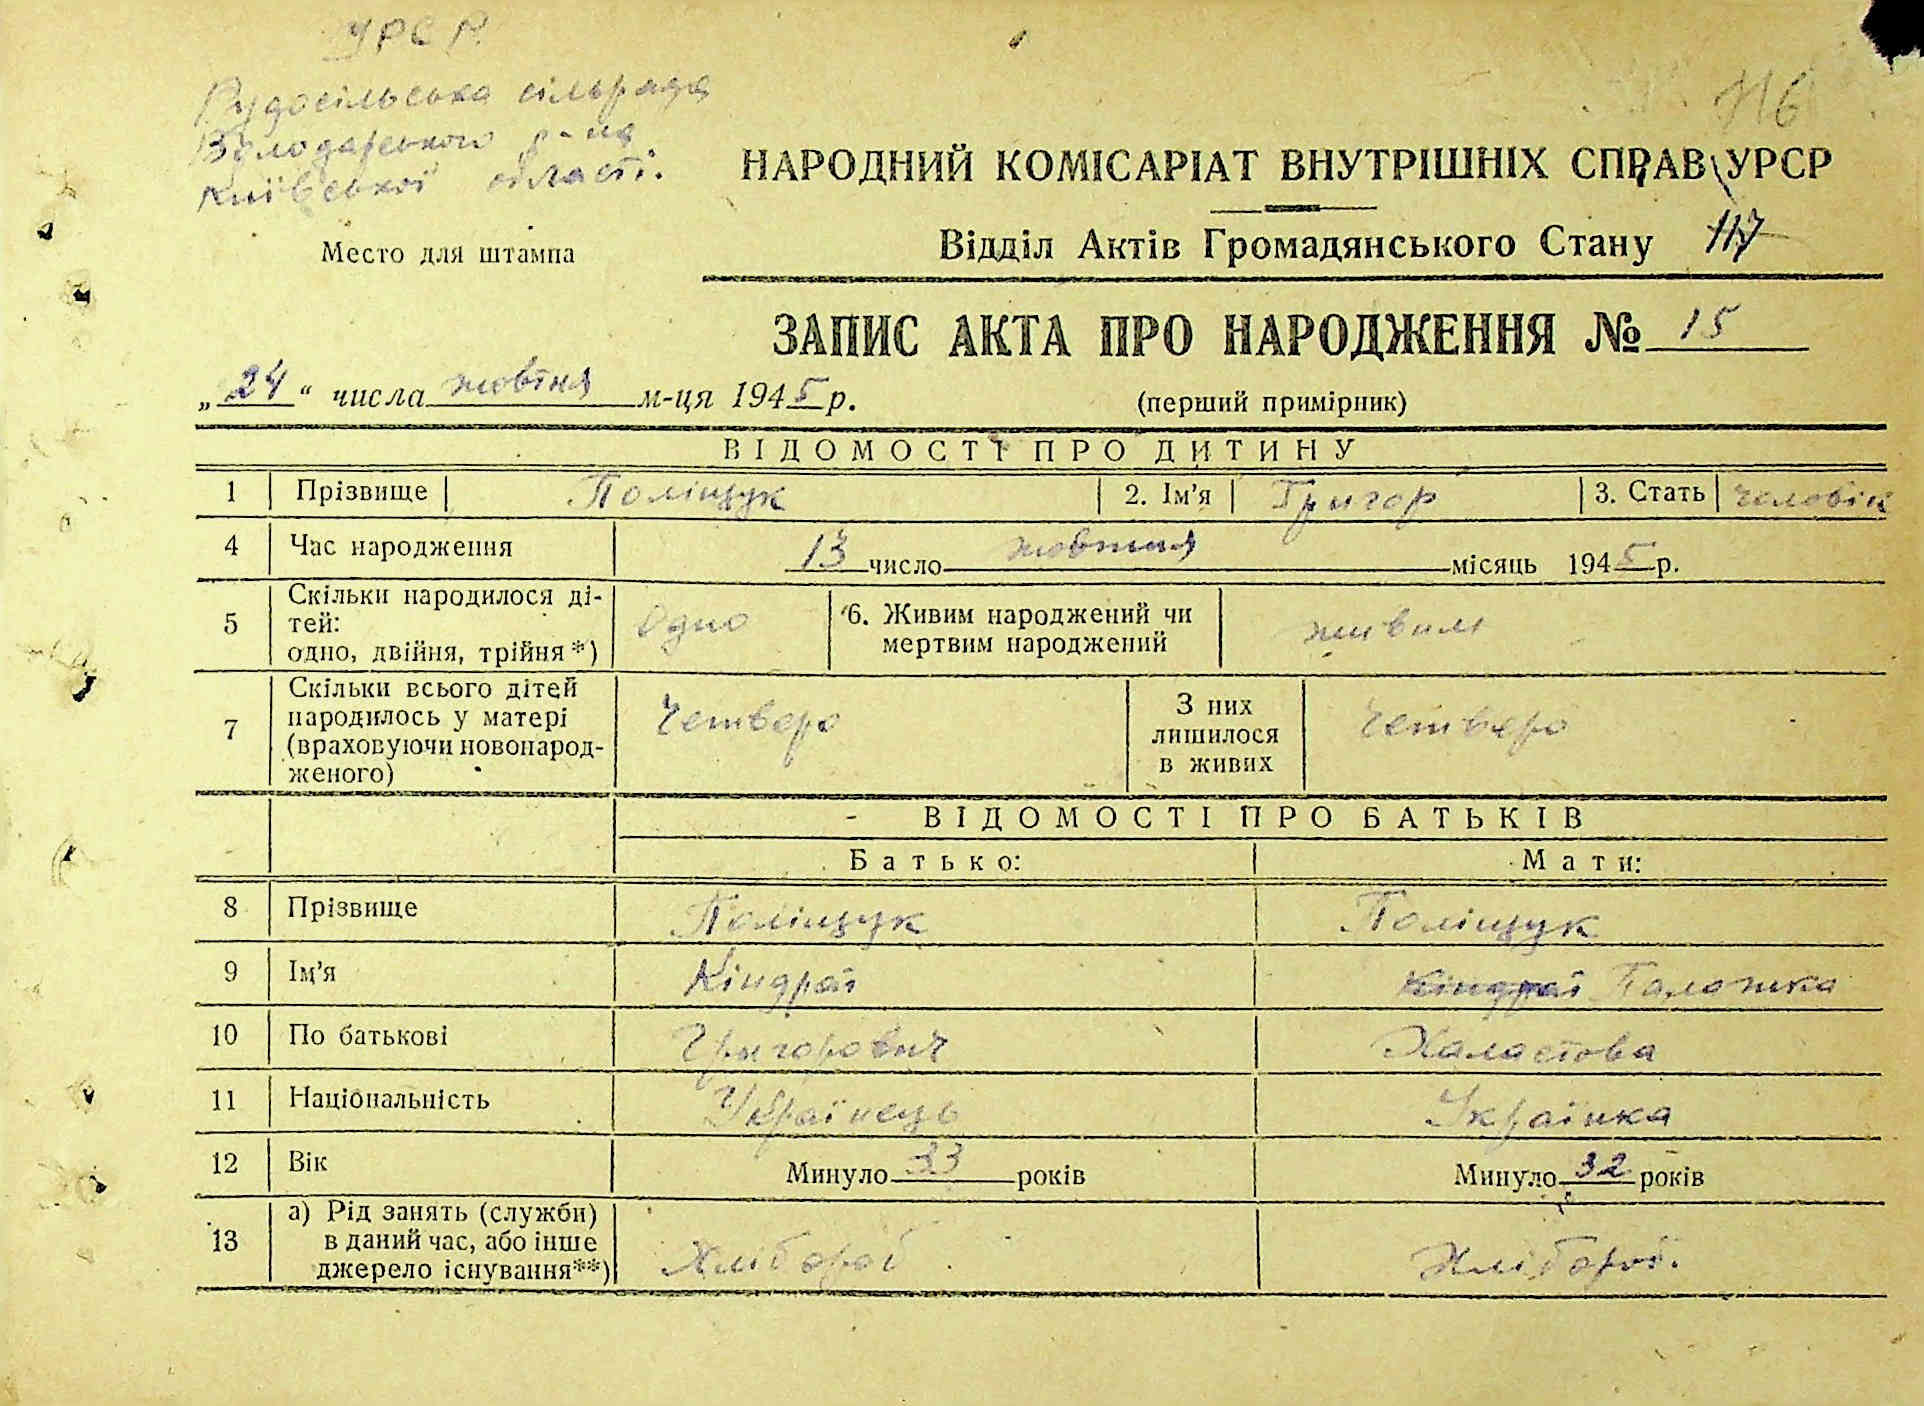 УРСР
Рудосільська сільрада
Володарського р-на
Київської області.
116
НАРОДНИЙ КОМІСАРІАТ ВНУТРІШНІХ СПРАВ УРСР
Место для штампа
Відділ Актів Громадянського Стану 117
ЗАПИС АКТА ПРО НАРОДЖЕННЯ № 15
„24“ числа жовтня м-ця 1945 р.
(перший примірник)
ВІДОМОСТІ ПРО ДИТИНУ
1 Прізвище Поліщук 2. Ім'я Григор 3. Стать чоловік
4 Час народження 13 число жовтня місяць 1945 р.
5 Скільки народилося ді-
тей:
одно, двійня, трійня*) Одно 6. Живим народжений чи
мертвим народжений живим
7 Скільки всього дітей
народилось у матері
(враховуючи новонарод-
женого) Четверо З них
лишилося
в живих Четверо
ВІДОМОСТІ ПРО БАТЬКІВ
Батько: Мати:
8 Прізвище Поліщук Поліщук
9 Ім'я Кіндрат Кіндрат Палажка
10 По батькові Григорович
11 Національність Українець Українка
12 Вік Минуло 33 років Минуло 32 років
13 а) Рід занять (служби)
в даний час, або інше
джерело існування**) Хлібороб Хлібороб.